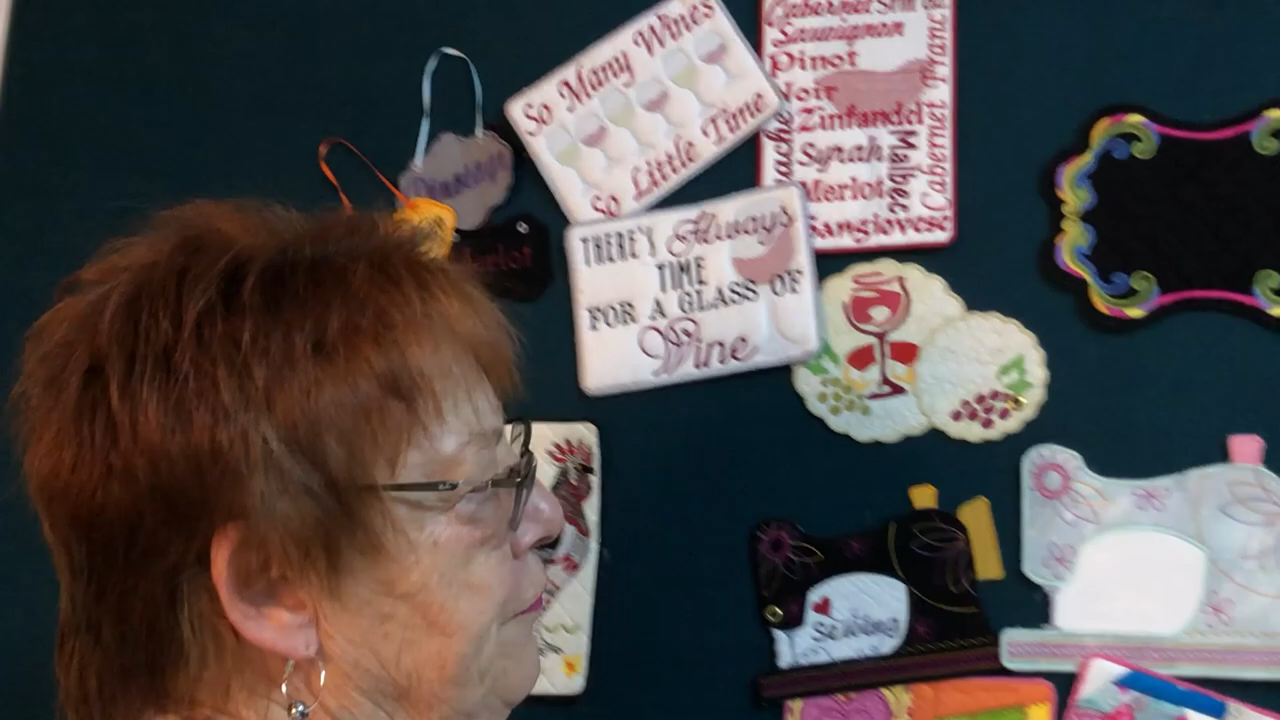 So Many Wines
So Little Time
Cabernet
Sauvignon
Pinot
Noir
Zinfandel
Syrah
Merlot
Sangiovese
Malbec
Cabernet Franc
THERE'S Always
TIME
FOR A GLASS OF
Wine
Merlot
Sewing